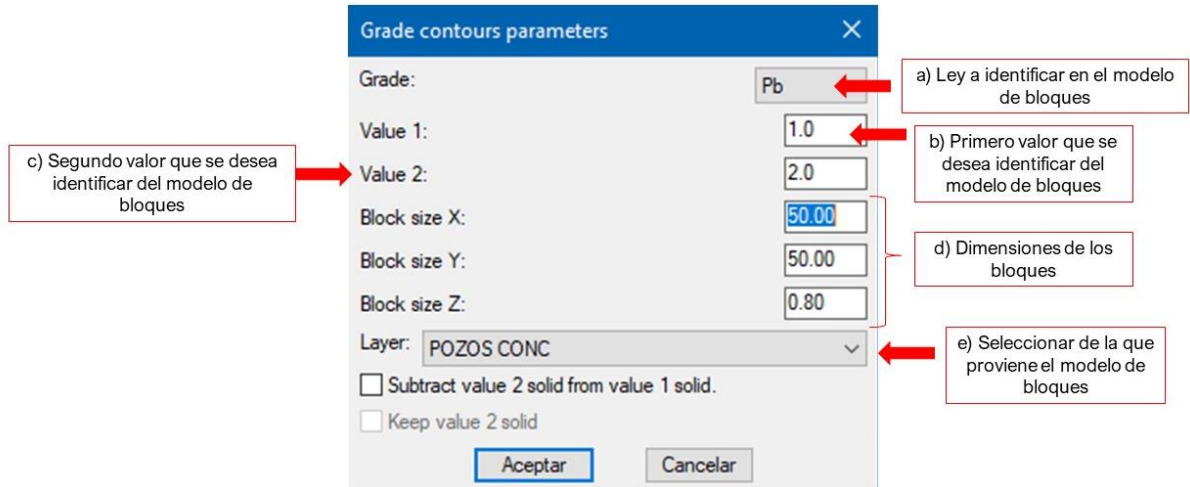 Grade contours parameters
Grade:
Pb
a) Ley a identificar en el modelo
de bloques
Value 1:
1.0
b) Primero valor que se
desea identificar del
modelo de bloques
c) Segundo valor que se desea
identificar del modelo de
bloques
Value 2:
2.0
Block size X:
50.00
Block size Y:
50.00
Block size Z:
0.80
d) Dimensiones de los
bloques
Layer:
POZOS CONC
e) Seleccionar de la que
proviene el modelo de
bloques
Subtract value 2 solid from value 1 solid.
Keep value 2 solid
Aceptar
Cancelar